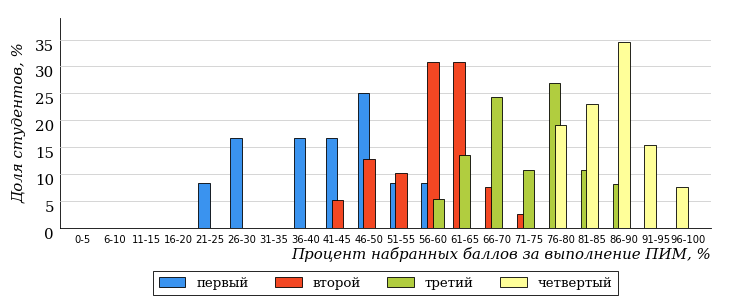 Доля студентов, %
35
30
25
20
15
10
5
0
0-5 6-10 11-15 16-20 21-25 26-30 31-35 36-40 41-45 46-50 51-55 56-60 61-65 66-70 71-75 76-80 81-85 86-90 91-95 96-100
Процент набранных баллов за выполнение ПИМ, %
первый второй третий четвертый